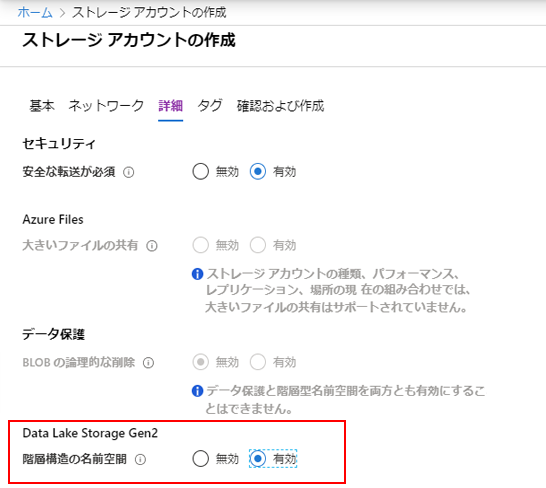 ホーム > ストレージ アカウントの作成
ストレージ アカウントの作成
基本 ネットワーク 詳細 タグ 確認および作成
セキュリティ
安全な転送が必須 無効 有効
Azure Files
大きいファイルの共有 無効 有効
ストレージ アカウントの種類、パフォーマンス、
レプリケーション、場所の現 在の組み合わせでは、
大きいファイルの共有はサポートされていません。
データ保護
BLOB の論理的な削除 無効 有効
データ保護と階層型名前空間を両方とも有効にするこ
とはできません。
Data Lake Storage Gen2
階層構造の名前空間 無効 有効